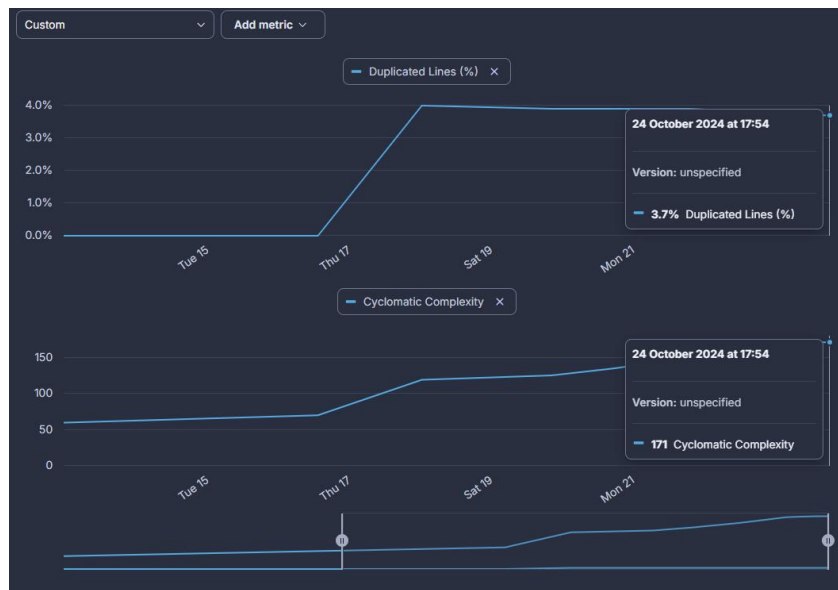 Custom
Add metric
Duplicated Lines (%) ×
4.0%
3.0%
2.0%
1.0%
0.0%
24 October 2024 at 17:54
Version: unspecified
3.7% Duplicated Lines (%)
Tue 15
Thu 17
Sat 19
Mon 21
Cyclomatic Complexity ×
150
100
50
0
24 October 2024 at 17:54
Version: unspecified
171 Cyclomatic Complexity
Tue 15
Thu 17
Sat 19
Mon 21